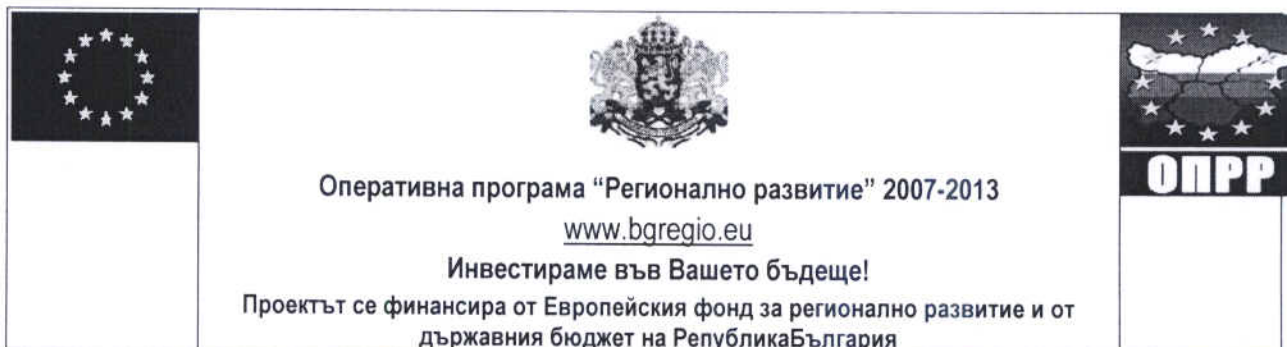 Оперативна програма “Регионално развитие” 2007-2013
www.bgregio.eu
Инвестираме във Вашето бъдеще!
Проектът се финансира от Европейския фонд за регионално развитие и от
държавния бюджет на РепубликаБългария
ОПРР